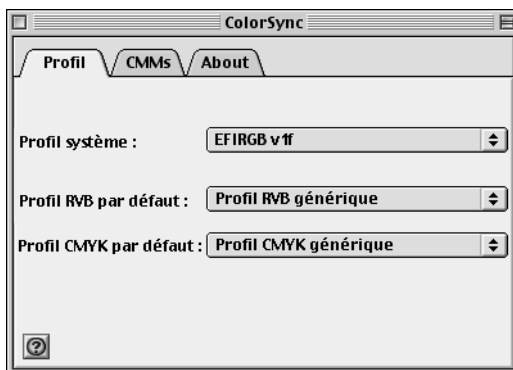 ColorSync
Profil CMMs About
Profil système : EFIRGB v1f
Profil RVB par défaut : Profil RVB générique
Profil CMYK par défaut : Profil CMYK générique
?